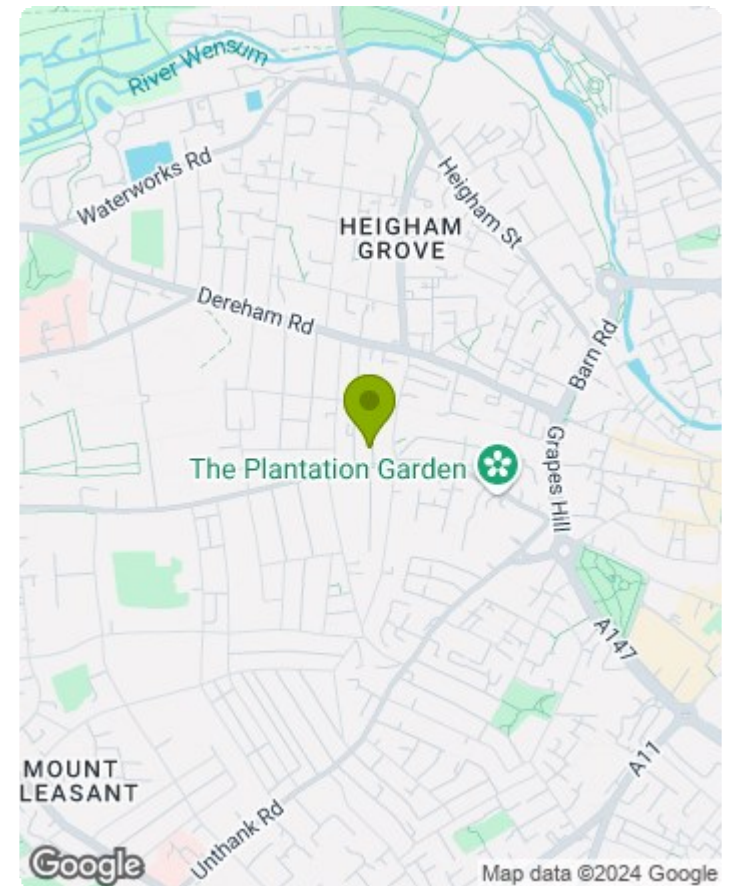 River Wensum
Waterworks Rd
Heigham St
HEIGHAM
GROVE
Dereham Rd
Barn Rd
The Plantation Garden
Grapes Hill
A147
MOUNT
LEASANT
A11
Unthank Rd
Google
Map data ©2024 Google